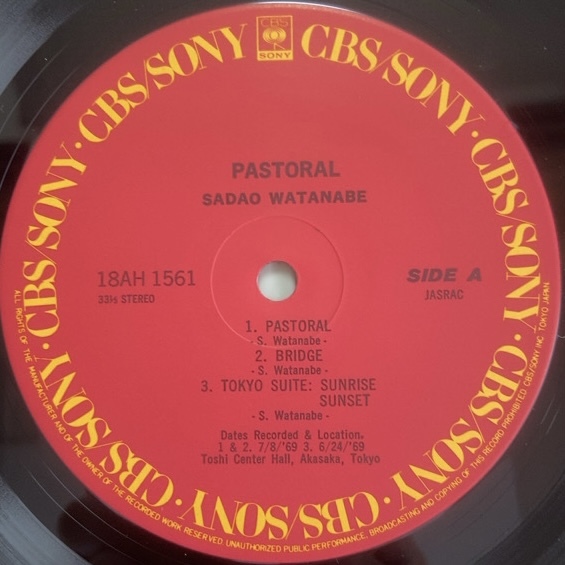 CBS
SONY
CBS/SONY · CBS/SONY · CBS/SONY · CBS/SONY · CBS/SONY · CBS/SONY · CBS/SONY · CBS/SONY
PASTORAL
SADAO WATANABE
18AH 1561
33⅓ STEREO
SIDE A
JASRAC
1. PASTORAL
- S. Watanabe -
2. BRIDGE
- S. Watanabe -
3. TOKYO SUITE: SUNRISE
SUNSET
- S. Watanabe -
Dates Recorded & Location.
1 & 2. 7/8/'69 3. 6/24/'69
Toshi Center Hall, Akasaka, Tokyo
ALL RIGHTS OF THE MANUFACTURER AND OF THE OWNER OF THE RECORDED WORK RESERVED. UNAUTHORIZED PUBLIC PERFORMANCE, BROADCASTING AND COPYING OF THIS RECORD PROHIBITED CBS/SONY INC. TOKYO JAPAN